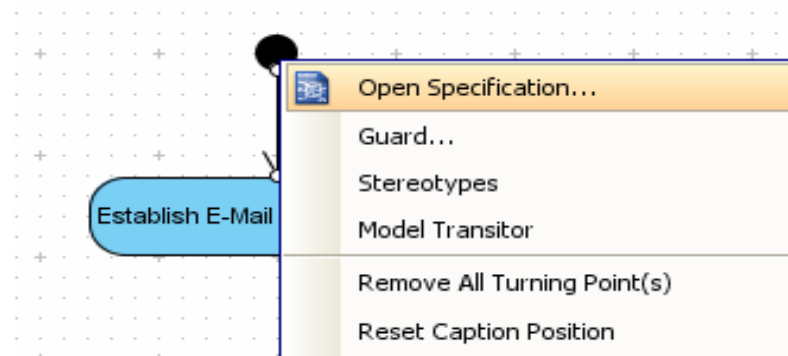 Open Specification...
Guard...
Stereotypes
Establish E-Mail
Model Transitor
Remove All Turning Point(s)
Reset Caption Position